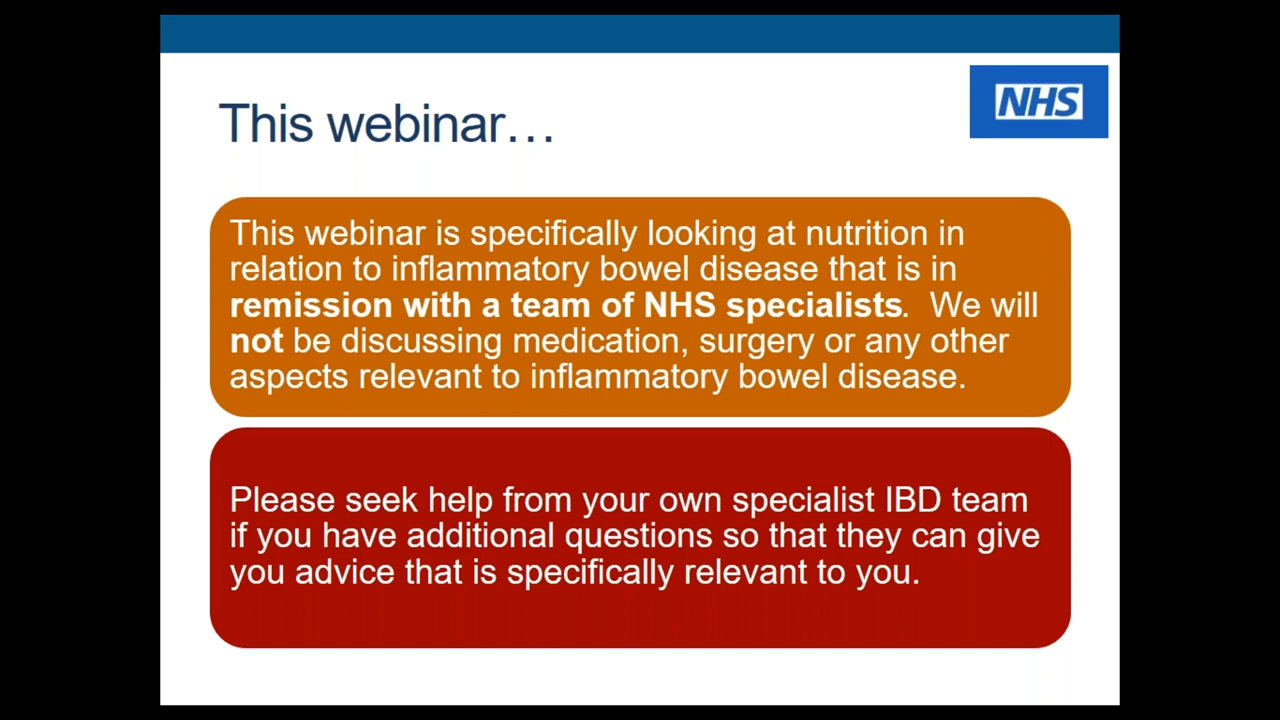 NHS
This webinar…
This webinar is specifically looking at nutrition in
relation to inflammatory bowel disease that is in
remission with a team of NHS specialists.  We will
not be discussing medication, surgery or any other
aspects relevant to inflammatory bowel disease.
Please seek help from your own specialist IBD team
if you have additional questions so that they can give
you advice that is specifically relevant to you.